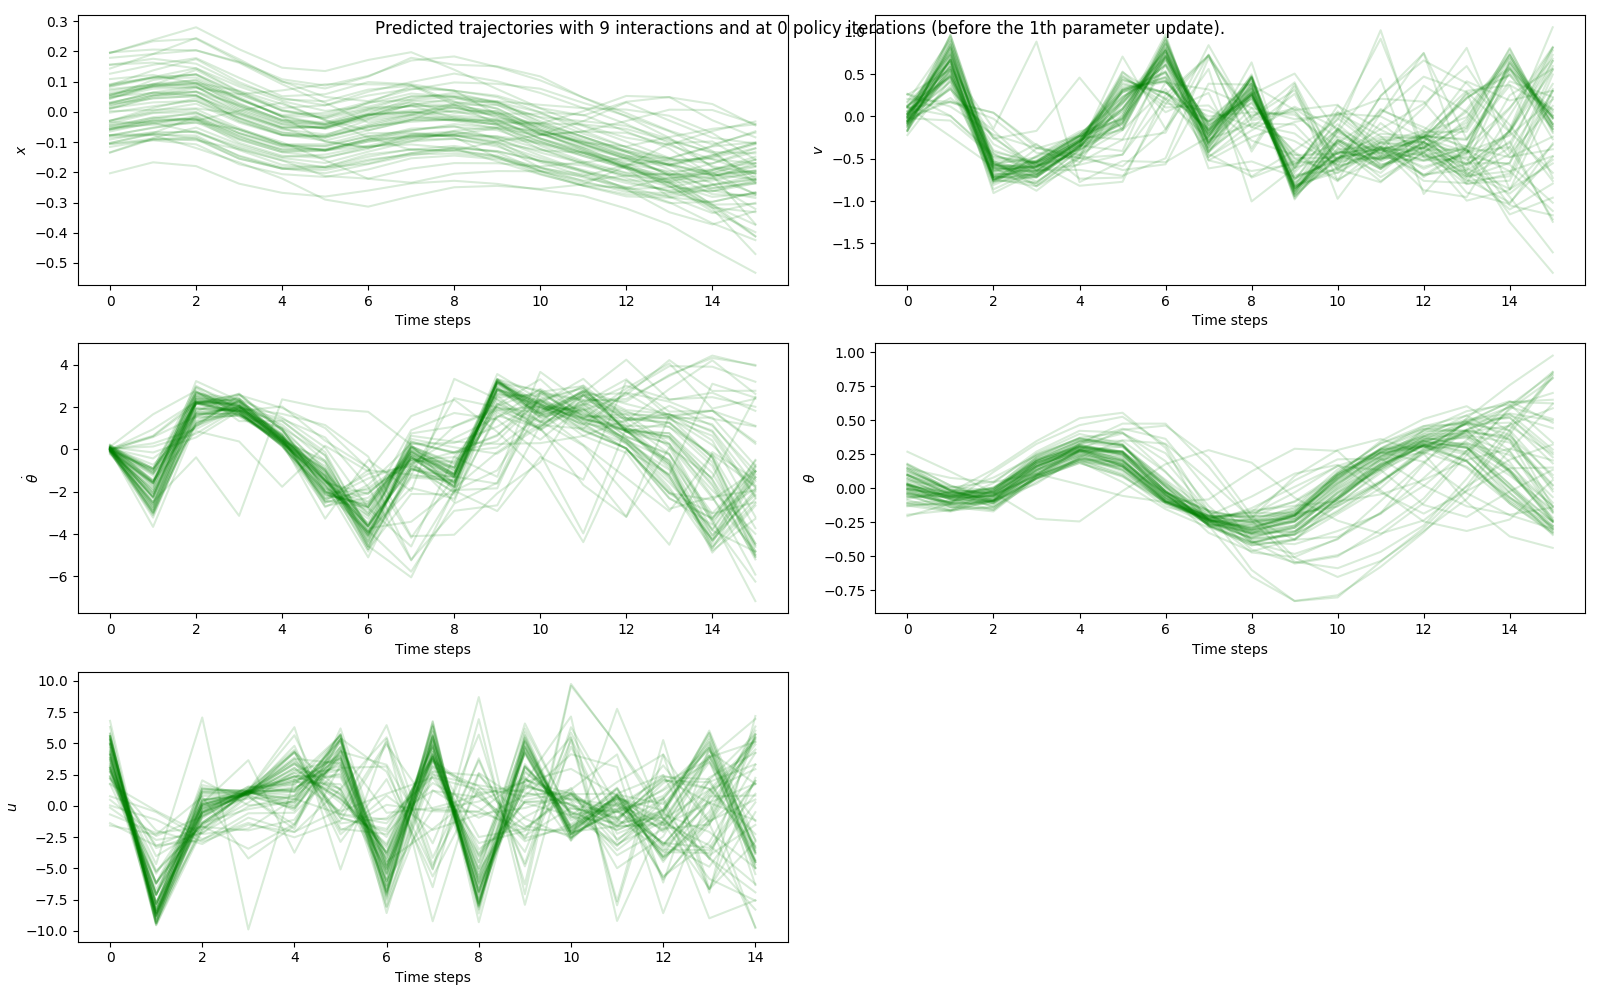 Predicted trajectories with 9 interactions and at 0 policy iterations (before the 1th parameter update).
0.3
0.2
0.1
0.0
−0.1
−0.2
−0.3
−0.4
−0.5
x
0 2 4 6 8 10 12 14
Time steps
1.0
0.5
0.0
−0.5
−1.0
−1.5
v
0 2 4 6 8 10 12 14
Time steps
4
2
0
−2
−4
−6
θ̇
0 2 4 6 8 10 12 14
Time steps
1.00
0.75
0.50
0.25
0.00
−0.25
−0.50
−0.75
θ
0 2 4 6 8 10 12 14
Time steps
10.0
7.5
5.0
2.5
0.0
−2.5
−5.0
−7.5
−10.0
u
0 2 4 6 8 10 12 14
Time steps